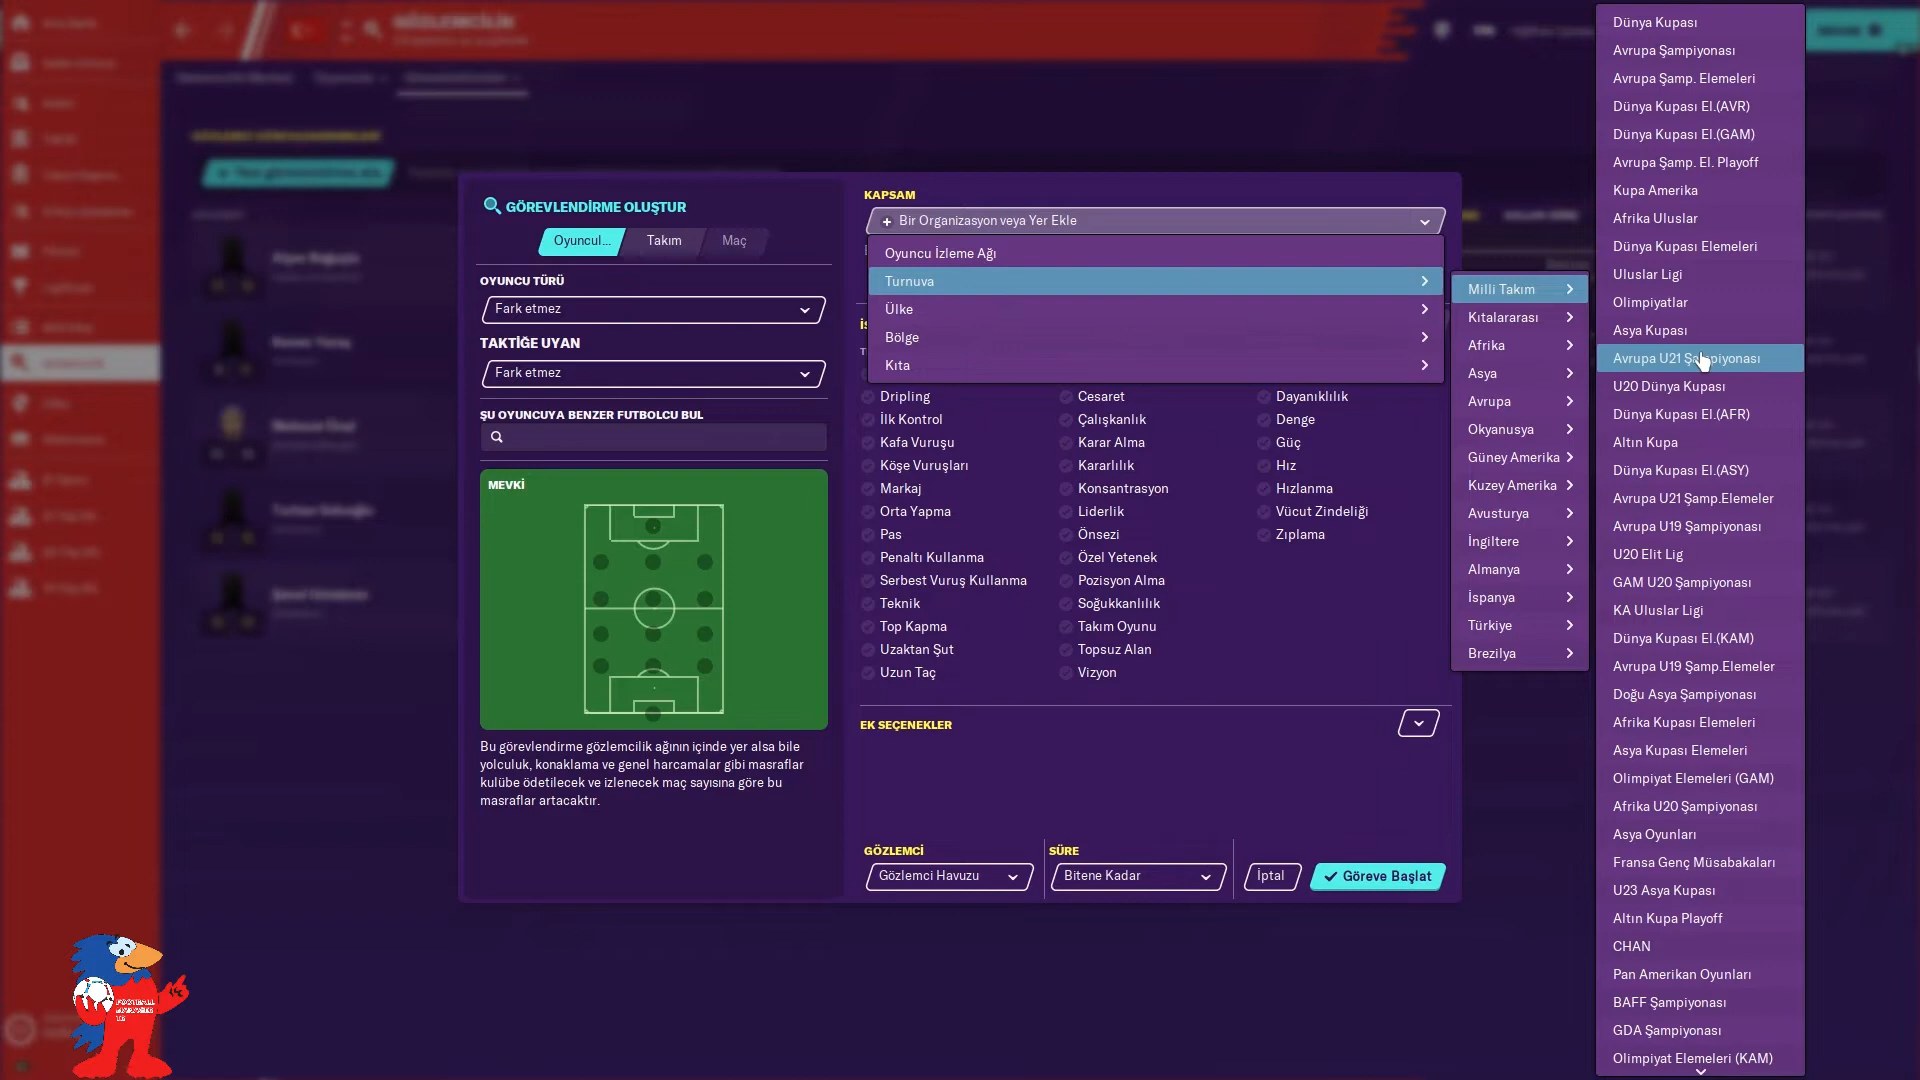 GÖZLEMCİLİK
GÖREVLENDİRME OLUŞTUR
Oyuncul...
Takım
Maç
OYUNCU TÜRÜ
Fark etmez
TAKTİĞE UYAN
Fark etmez
ŞU OYUNCUYA BENZER FUTBOLCU BUL
MEVKİ
Bu görevlendirme gözlemcilik ağının içinde yer alsa bile
yolculuk, konaklama ve genel harcamalar gibi masraflar
kulübe ödetilecek ve izlenecek maç sayısına göre bu
masraflar artacaktır.
KAPSAM
Bir Organizasyon veya Yer Ekle
Oyuncu İzleme Ağı
Turnuva
Ülke
Bölge
Kıta
Dripling
İlk Kontrol
Kafa Vuruşu
Köşe Vuruşları
Markaj
Orta Yapma
Pas
Penaltı Kullanma
Serbest Vuruş Kullanma
Teknik
Top Kapma
Uzaktan Şut
Uzun Taç
Cesaret
Çalışkanlık
Karar Alma
Kararlılık
Konsantrasyon
Liderlik
Önsezi
Özel Yetenek
Pozisyon Alma
Soğukkanlılık
Takım Oyunu
Topsuz Alan
Vizyon
Dayanıklılık
Denge
Güç
Hız
Hızlanma
Vücut Zindeliği
Zıplama
EK SEÇENEKLER
GÖZLEMCİ
Gözlemci Havuzu
SÜRE
Bitene Kadar
İptal
Göreve Başlat
Milli Takım
Kıtalararası
Afrika
Asya
Avrupa
Okyanusya
Güney Amerika
Kuzey Amerika
Avusturya
İngiltere
Almanya
İspanya
Türkiye
Brezilya
Dünya Kupası
Avrupa Şampiyonası
Avrupa Şamp. Elemeleri
Dünya Kupası El.(AVR)
Dünya Kupası El.(GAM)
Avrupa Şamp. El. Playoff
Kupa Amerika
Afrika Uluslar
Dünya Kupası Elemeleri
Uluslar Ligi
Olimpiyatlar
Asya Kupası
Avrupa U21 Şampiyonası
U20 Dünya Kupası
Dünya Kupası El.(AFR)
Altın Kupa
Dünya Kupası El.(ASY)
Avrupa U21 Şamp.Elemeler
Avrupa U19 Şampiyonası
U20 Elit Lig
GAM U20 Şampiyonası
KA Uluslar Ligi
Dünya Kupası El.(KAM)
Avrupa U19 Şamp.Elemeler
Doğu Asya Şampiyonası
Afrika Kupası Elemeleri
Asya Kupası Elemeleri
Olimpiyat Elemeleri (GAM)
Afrika U20 Şampiyonası
Asya Oyunları
Fransa Genç Müsabakaları
U23 Asya Kupası
Altın Kupa Playoff
CHAN
Pan Amerikan Oyunları
BAFF Şampiyonası
GDA Şampiyonası
Olimpiyat Elemeleri (KAM)
FOOTBALL